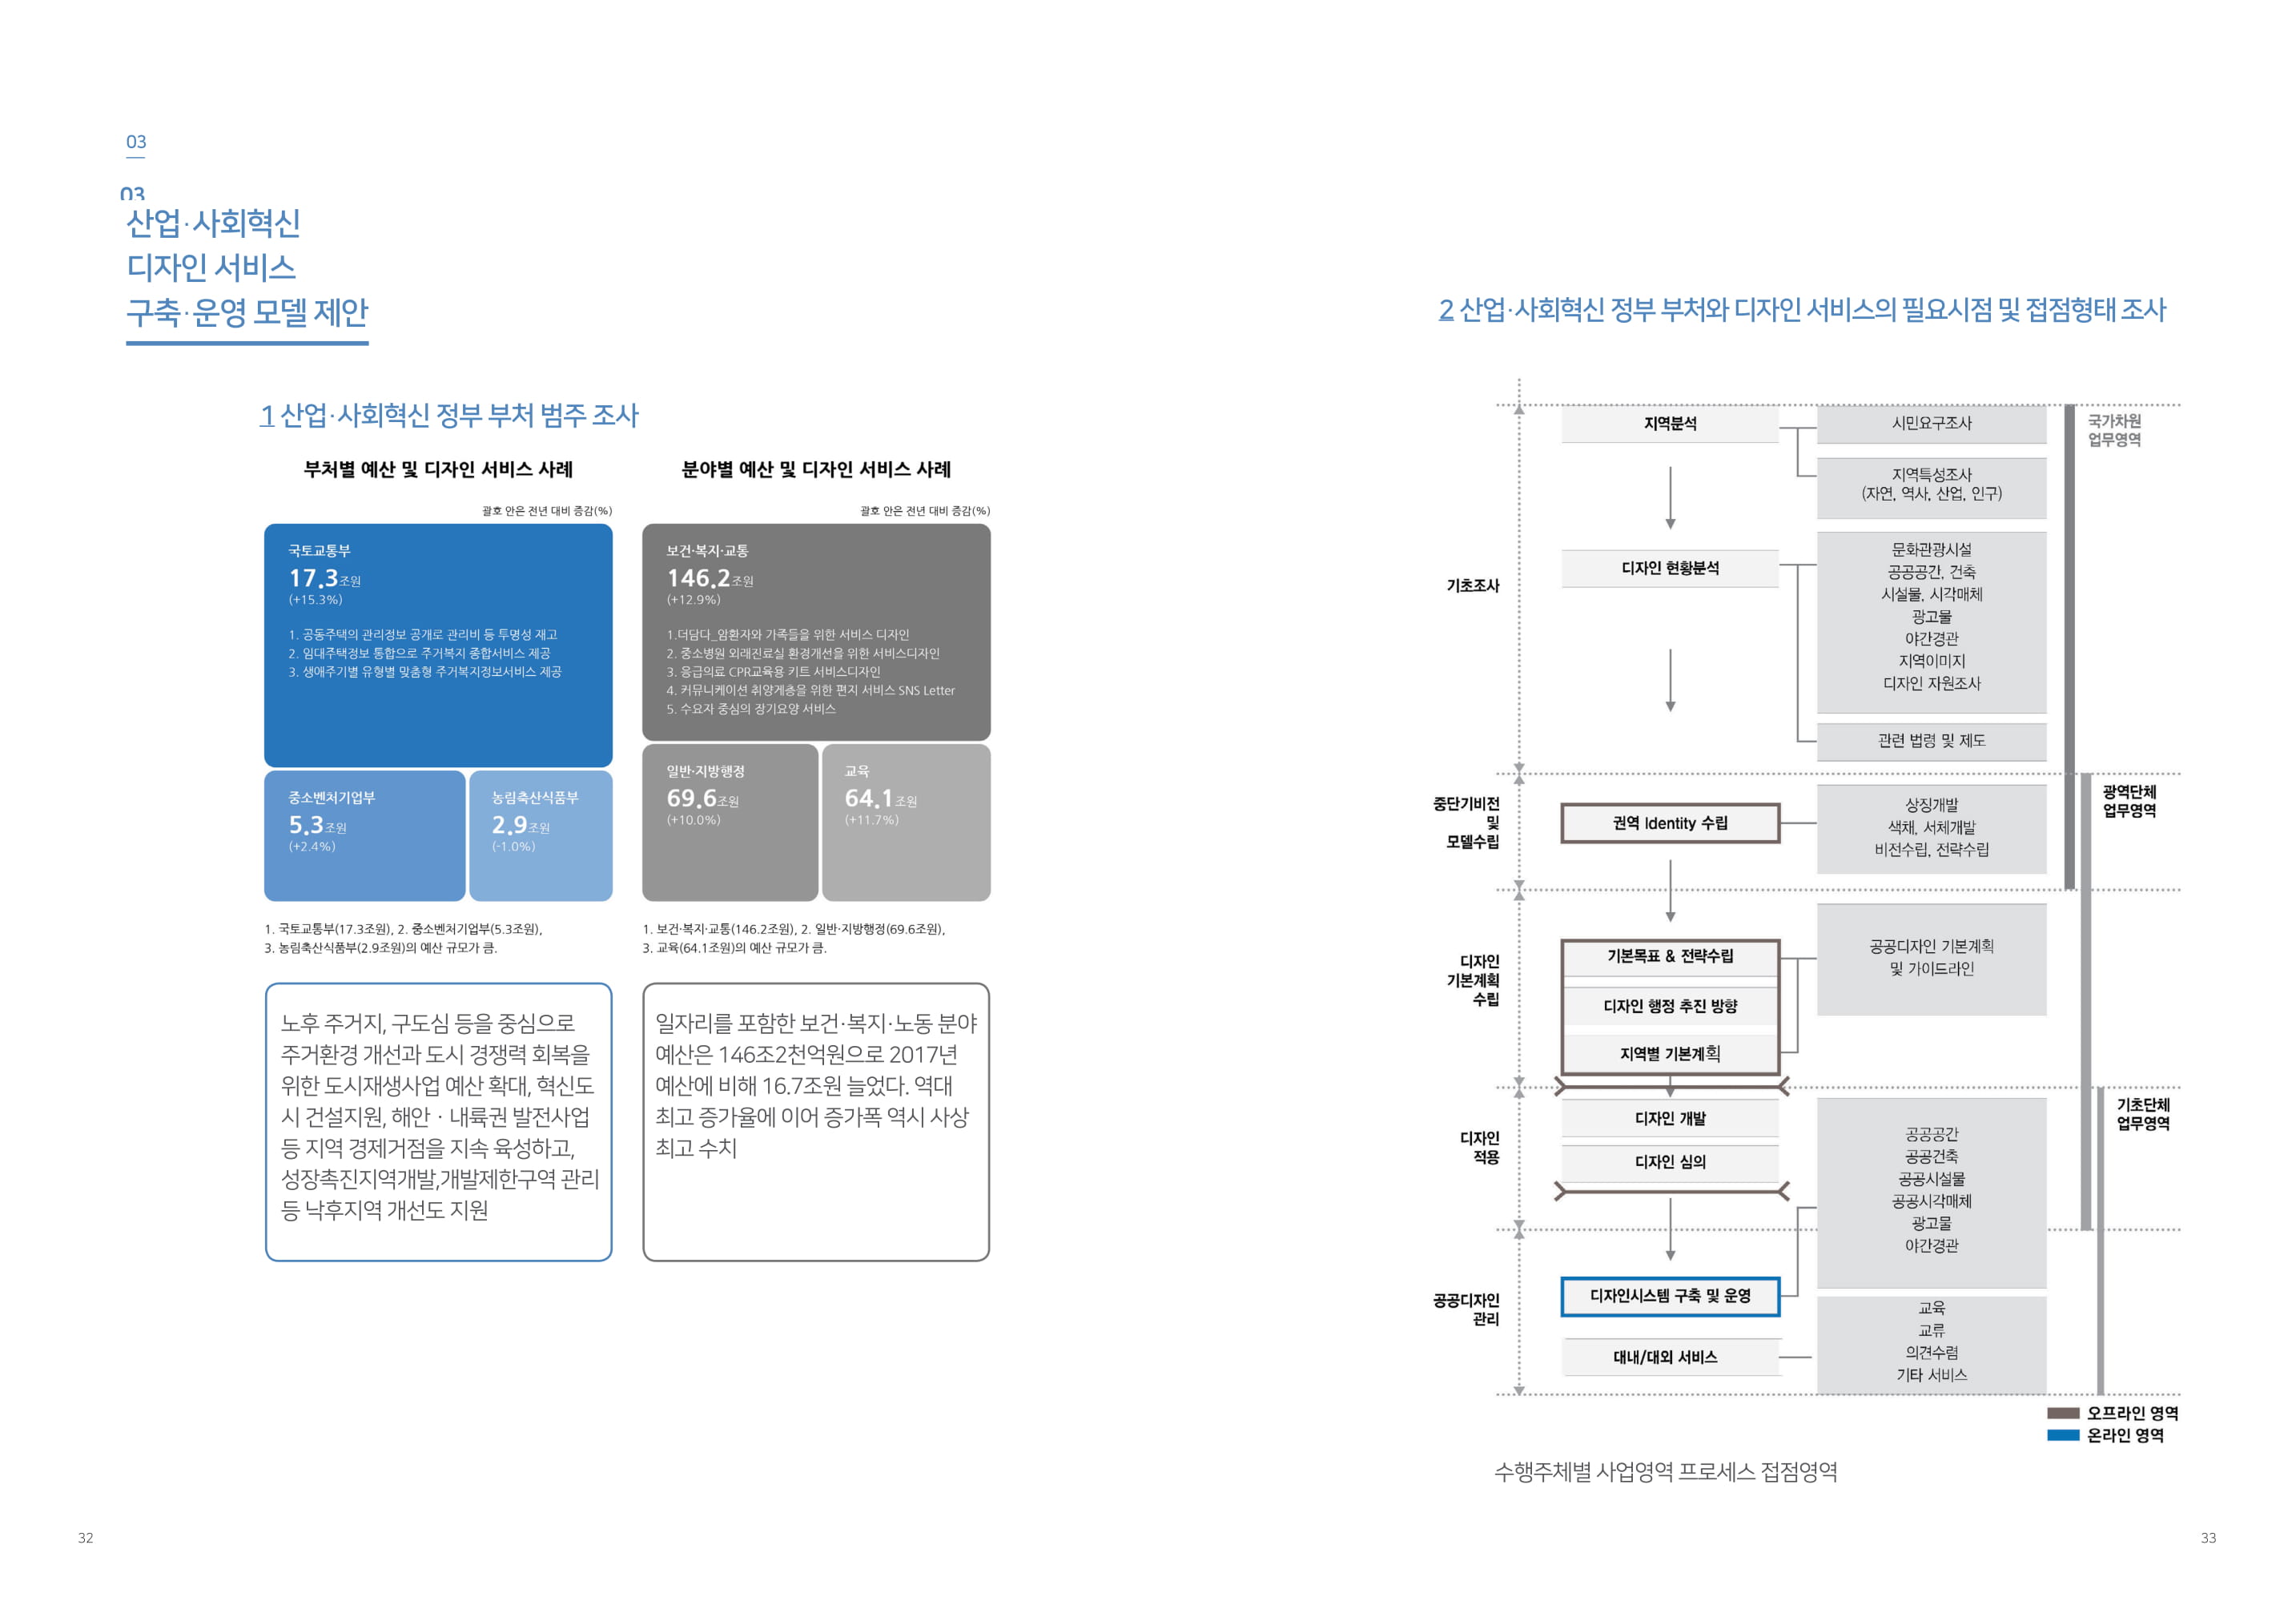 03
03
산업·사회혁신
디자인 서비스
구축·운영 모델 제안
1 산업·사회혁신 정부 부처 범주 조사
부처별 예산 및 디자인 서비스 사례
괄호 안은 전년 대비 증감(%)
국토교통부
17.3조원
(+15.3%)
1. 공동주택의 관리정보 공개로 관리비 등 투명성 재고
2. 임대주택정보 통합으로 주거복지 종합서비스 제공
3. 생애주기별 유형별 맞춤형 주거복지정보서비스 제공
중소벤처기업부
5.3조원
(+2.4%)
농림축산식품부
2.9조원
(-1.0%)
1. 국토교통부(17.3조원), 2. 중소벤처기업부(5.3조원),
3. 농림축산식품부(2.9조원)의 예산 규모가 큼.
노후 주거지, 구도심 등을 중심으로
주거환경 개선과 도시 경쟁력 회복을
위한 도시재생사업 예산 확대, 혁신도
시 건설지원, 해안 · 내륙권 발전사업
등 지역 경제거점을 지속 육성하고,
성장촉진지역개발,개발제한구역 관리
등 낙후지역 개선도 지원
분야별 예산 및 디자인 서비스 사례
괄호 안은 전년 대비 증감(%)
보건·복지·교통
146.2조원
(+12.9%)
1.더담다_암환자와 가족들을 위한 서비스 디자인
2. 중소병원 외래진료실 환경개선을 위한 서비스디자인
3. 응급의료 CPR교육용 키트 서비스디자인
4. 커뮤니케이션 취약계층을 위한 편지 서비스 SNS Letter
5. 수요자 중심의 장기요양 서비스
일반·지방행정
69.6조원
(+10.0%)
교육
64.1조원
(+11.7%)
1. 보건·복지·교통(146.2조원), 2. 일반·지방행정(69.6조원),
3. 교육(64.1조원)의 예산 규모가 큼.
일자리를 포함한 보건·복지·노동 분야
예산은 146조2천억원으로 2017년
예산에 비해 16.7조원 늘었다. 역대
최고 증가율에 이어 증가폭 역시 사상
최고 수치
32
2 산업·사회혁신 정부 부처와 디자인 서비스의 필요시점 및 접점형태 조사
기초조사
지역분석
시민요구조사
지역특성조사
(자연, 역사, 산업, 인구)
디자인 현황분석
문화관광시설
공공공간, 건축
시설물, 시각매체
광고물
야간경관
지역이미지
디자인 자원조사
관련 법령 및 제도
국가차원
업무영역
중단기비전
및
모델수립
권역 Identity 수립
상징개발
색채, 서체개발
비전수립, 전략수립
광역단체
업무영역
디자인
기본계획
수립
기본목표 & 전략수립
디자인 행정 추진 방향
지역별 기본계획
공공디자인 기본계획
및 가이드라인
디자인
적용
디자인 개발
디자인 심의
공공공간
공공건축
공공시설물
공공시각매체
광고물
야간경관
기초단체
업무영역
공공디자인
관리
디자인시스템 구축 및 운영
대내/대외 서비스
교육
교류
의견수렴
기타 서비스
오프라인 영역
온라인 영역
수행주체별 사업영역 프로세스 접점영역
33